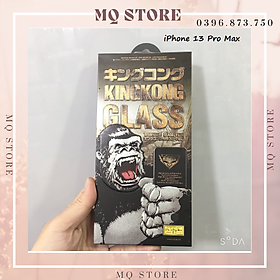 MQ STORE
0396.873.750
iPhone 13 Pro Max
キングコング
KINGKONG
GLASS
MQ STORE
MQ STORE
SODA
MQ STORE